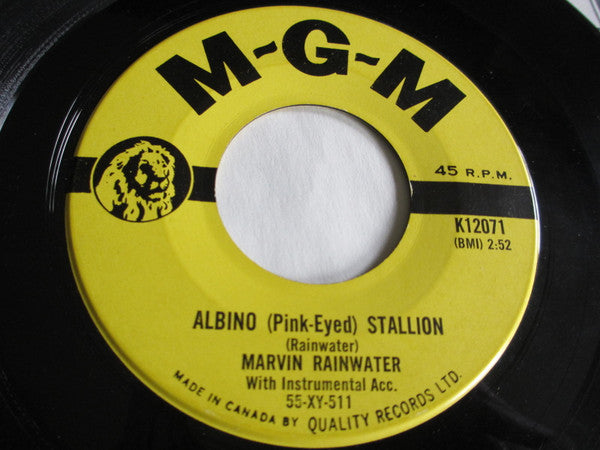 M-G-M
45 R.P.M.
K12071
(BMI) 2:52
ALBINO (Pink-Eyed) STALLION
(Rainwater)
MARVIN RAINWATER
With Instrumental Acc.
55-XY-511
MADE IN CANADA BY QUALITY RECORDS LTD.